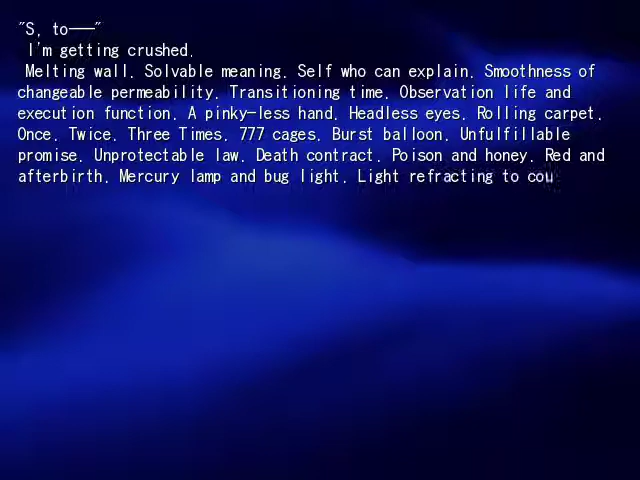 "S, to——"
I'm getting crushed.
Melting wall. Solvable meaning. Self who can explain. Smoothness of
changeable permeability. Transitioning time. Observation life and
execution function. A pinky-less hand. Headless eyes. Rolling carpet.
Once. Twice. Three Times. 777 cages. Burst balloon. Unfulfillable
promise. Unprotectable law. Death contract. Poison and honey. Red and
afterbirth. Mercury lamp and bug light. Light refracting to cou